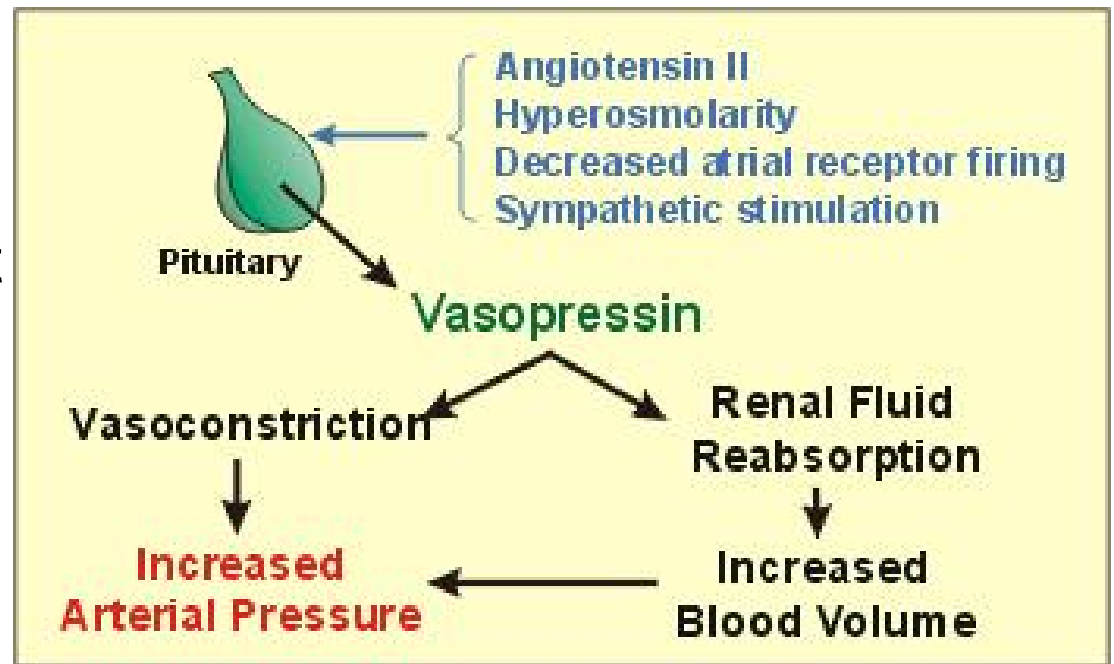 Angiotensin II
Hyperosmolarity
Decreased atrial receptor firing
Sympathetic stimulation
Pituitary
Vasopressin
Vasoconstriction
Renal Fluid
Reabsorption
Increased
Arterial Pressure
Increased
Blood Volume